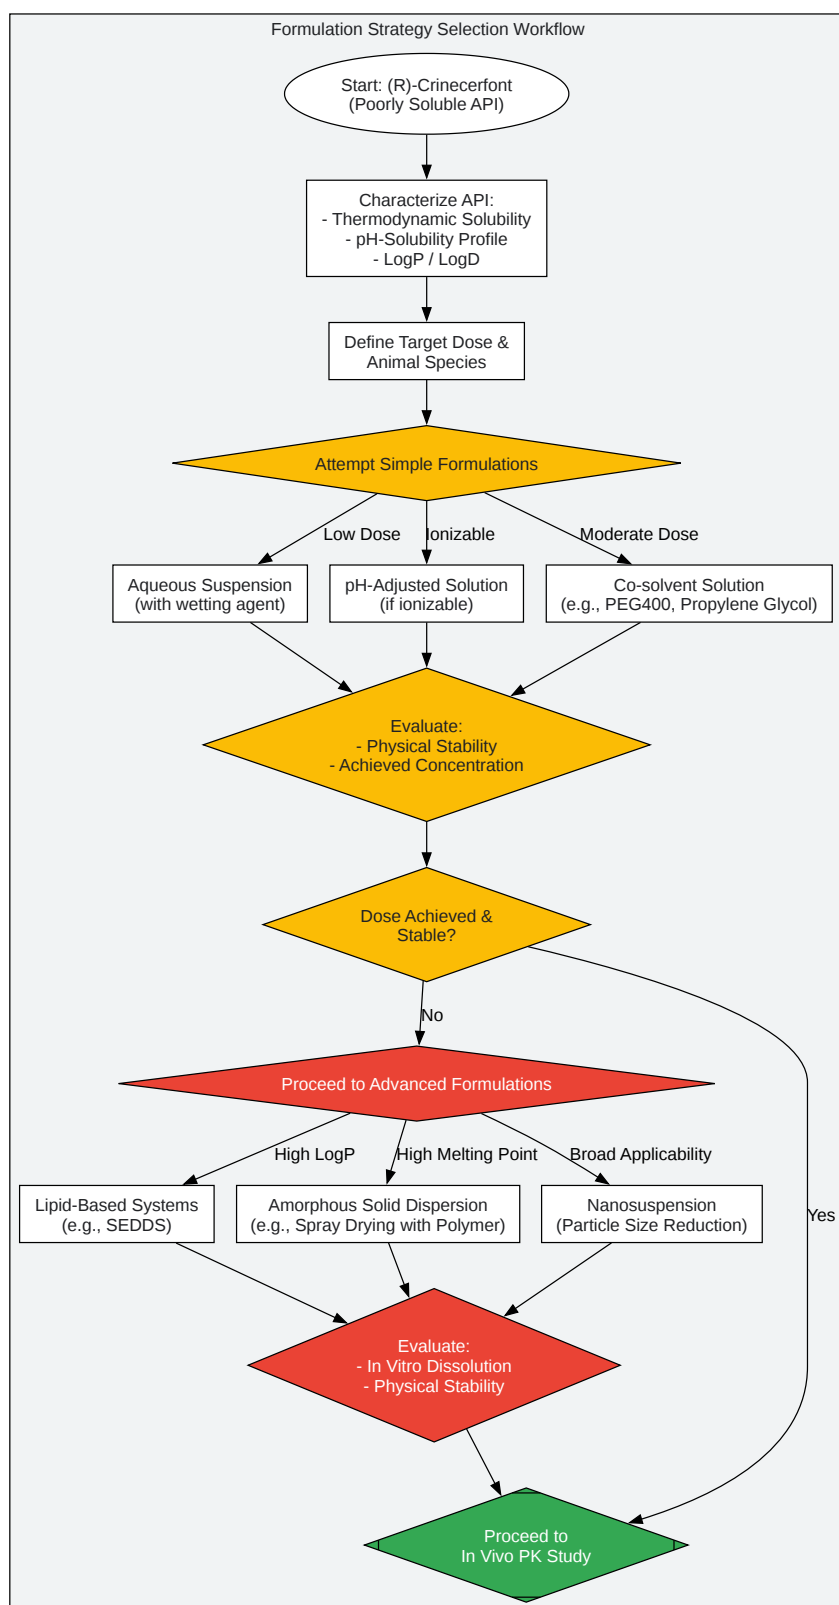 Formulation Strategy Selection Workflow
Start: (R)-Crinecerfont
(Poorly Soluble API)
Characterize API:
- Thermodynamic Solubility
- pH-Solubility Profile
- LogP / LogD
Define Target Dose &
Animal Species
Attempt Simple Formulations
Low Dose
Ionizable
Moderate Dose
Aqueous Suspension
(with wetting agent)
pH-Adjusted Solution
(if ionizable)
Co-solvent Solution
(e.g., PEG400, Propylene Glycol)
Evaluate:
- Physical Stability
- Achieved Concentration
Dose Achieved &
Stable?
No
Proceed to Advanced Formulations
High LogP
High Melting Point
Broad Applicability
Lipid-Based Systems
(e.g., SEDDS)
Amorphous Solid Dispersion
(e.g., Spray Drying with Polymer)
Nanosuspension
(Particle Size Reduction)
Yes
Evaluate:
- In Vitro Dissolution
- Physical Stability
Proceed to
In Vivo PK Study